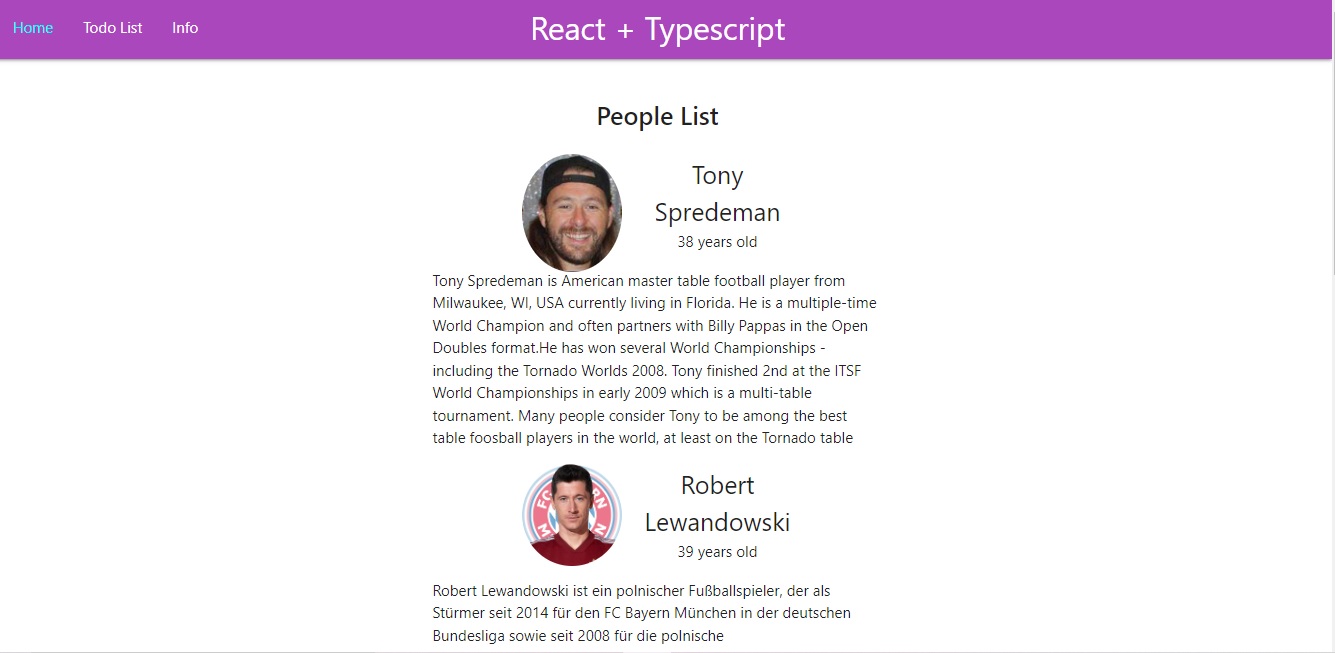 Home Todo List Info React + Typescript
People List
Tony
Spredeman
38 years old
Tony Spredeman is American master table football player from
Milwaukee, WI, USA currently living in Florida. He is a multiple-time
World Champion and often partners with Billy Pappas in the Open
Doubles format.He has won several World Championships -
including the Tornado Worlds 2008. Tony finished 2nd at the ITSF
World Championships in early 2009 which is a multi-table
tournament. Many people consider Tony to be among the best
table foosball players in the world, at least on the Tornado table
Robert
Lewandowski
39 years old
Robert Lewandowski ist ein polnischer Fußballspieler, der als
Stürmer seit 2014 für den FC Bayern München in der deutschen
Bundesliga sowie seit 2008 für die polnische